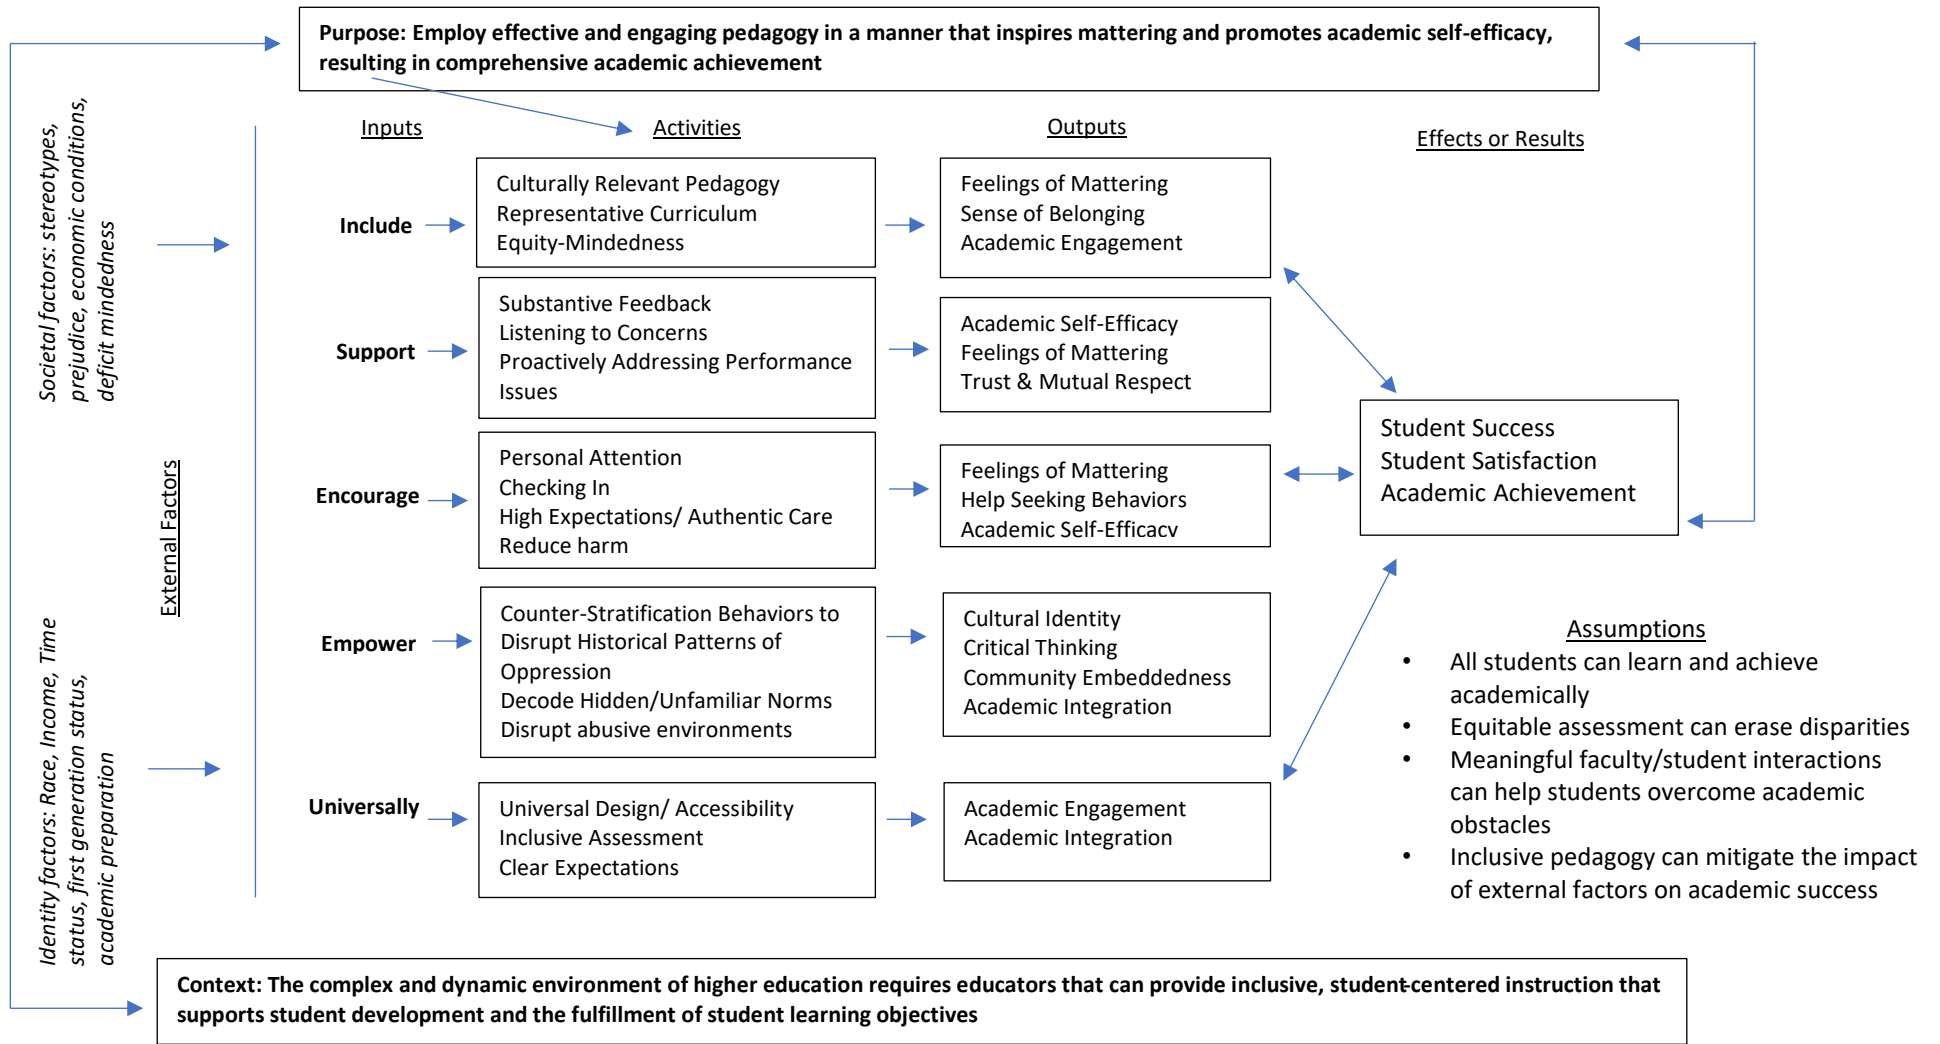 Purpose: Employ effective and engaging pedagogy in a manner that inspires mattering and promotes academic self-efficacy,
resulting in comprehensive academic achievement
Societal factors: stereotypes,
prejudice, economic conditions,
deficit mindedness
External Factors
Identity factors: Race, Income, Time
status, first generation status,
academic preparation
Inputs
Activities
Outputs
Effects or Results
Include
Culturally Relevant Pedagogy
Representative Curriculum
Equity-Mindedness
Feelings of Mattering
Sense of Belonging
Academic Engagement
Support
Substantive Feedback
Listening to Concerns
Proactively Addressing Performance
Issues
Academic Self-Efficacy
Feelings of Mattering
Trust & Mutual Respect
Encourage
Personal Attention
Checking In
High Expectations/ Authentic Care
Reduce harm
Feelings of Mattering
Help Seeking Behaviors
Academic Self-Efficacy
Empower
Counter-Stratification Behaviors to
Disrupt Historical Patterns of
Oppression
Decode Hidden/Unfamiliar Norms
Disrupt abusive environments
Cultural Identity
Critical Thinking
Community Embeddedness
Academic Integration
Universally
Universal Design/ Accessibility
Inclusive Assessment
Clear Expectations
Academic Engagement
Academic Integration
Student Success
Student Satisfaction
Academic Achievement
Assumptions
• All students can learn and achieve
academically
• Equitable assessment can erase disparities
• Meaningful faculty/student interactions
can help students overcome academic
obstacles
• Inclusive pedagogy can mitigate the impact
of external factors on academic success
Context: The complex and dynamic environment of higher education requires educators that can provide inclusive, student-centered instruction that
supports student development and the fulfillment of student learning objectives